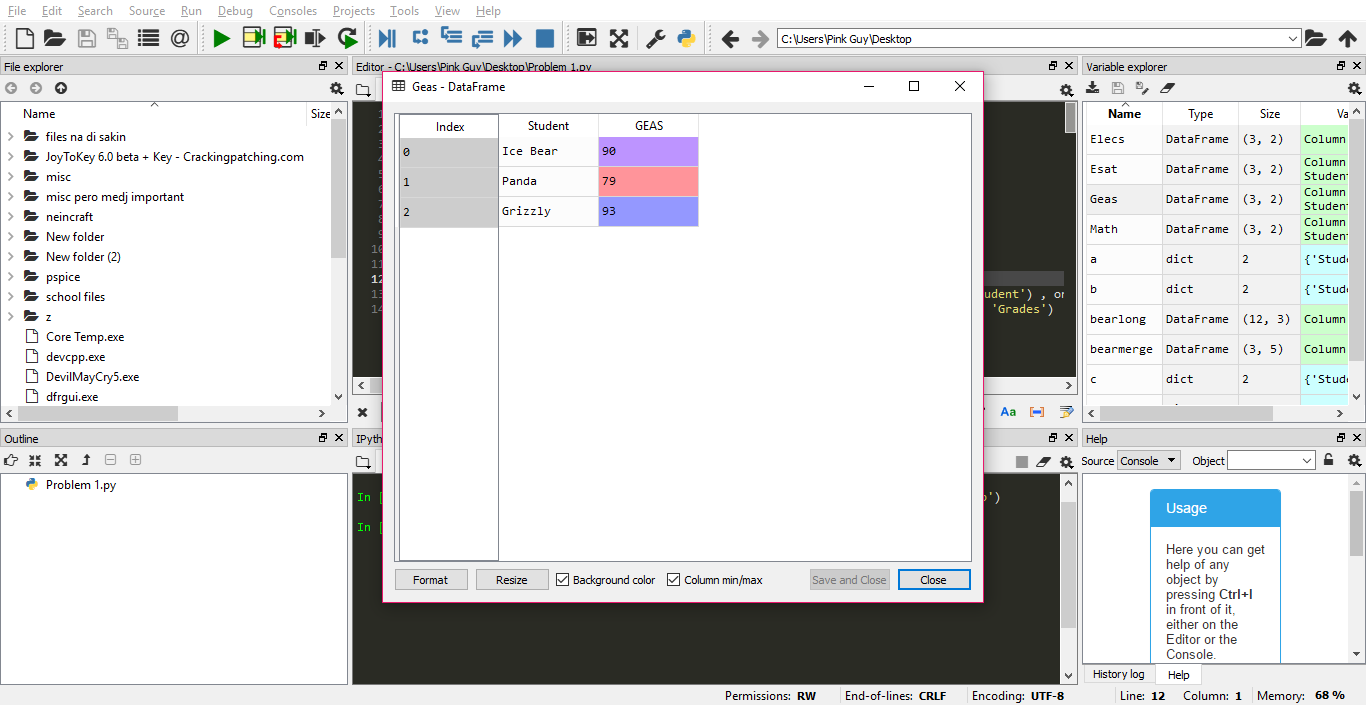 File Edit Search Source Run Debug Consoles Projects Tools View Help
C:\Users\Pink Guy\Desktop
File explorer
Name Size
files na di sakin
JoyToKey 6.0 beta + Key - Crackingpatching.com
misc
misc pero medj important
neincraft
New folder
New folder (2)
pspice
school files
z
Core Temp.exe
devcpp.exe
DevilMayCry5.exe
dfrgui.exe
Outline
Problem 1.py
Editor - C:\Users\Pink Guy\Desktop\Problem 1.py
12
udent') , on
'Grades')
Aa
In [
')
In [
Geas - DataFrame
Index Student GEAS
0 Ice Bear 90
1 Panda 79
2 Grizzly 93
Format Resize Background color Column min/max Save and Close Close
Variable explorer
Name Type Size Va
Elecs DataFrame (3, 2) Column
Esat DataFrame (3, 2) Column
Student
Geas DataFrame (3, 2) Column
Student
Math DataFrame (3, 2) Column
Student
a dict 2 {'Stude
b dict 2 {'Stude
bearlong DataFrame (12, 3) Column
bearmerge DataFrame (3, 5) Column
c dict 2 {'Stude
Help
Source Console Object
Usage
Here you can get
help of any
object by
pressing Ctrl+I
in front of it,
either on the
Editor or the
Console.
History log Help
Permissions: RW End-of-lines: CRLF Encoding: UTF-8 Line: 12 Column: 1 Memory: 68 %